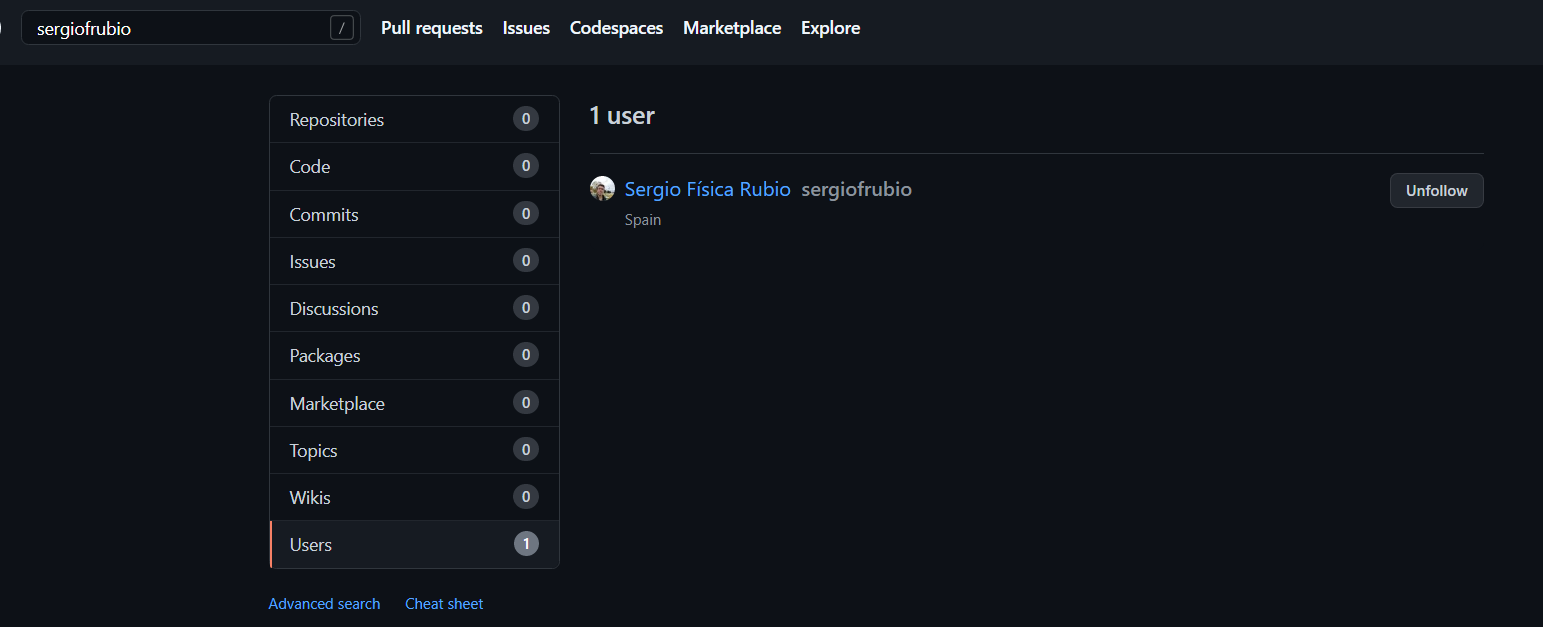 sergiofrubio / Pull requests Issues Codespaces Marketplace Explore
Repositories 0
Code 0
Commits 0
Issues 0
Discussions 0
Packages 0
Marketplace 0
Topics 0
Wikis 0
Users 1
Advanced search Cheat sheet
1 user
Sergio Física Rubio sergiofrubio Unfollow
Spain